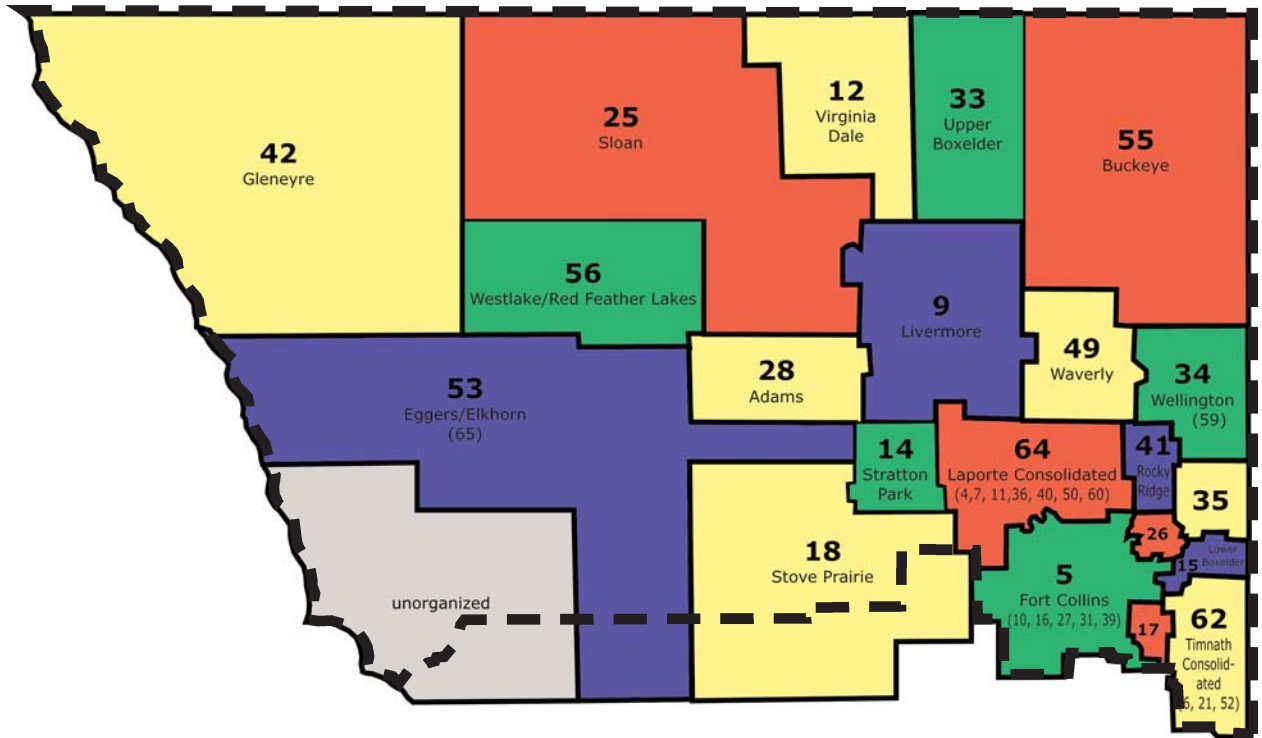 42
Gleneyre
25
Sloan
12
Virginia
Dale
33
Upper
Boxelder
55
Buckeye
56
Westlake/Red Feather Lakes
9
Livermore
49
Waverly
34
Wellington
(59)
28
Adams
53
Eggers/Elkhorn
(65)
14
Stratton
Park
64
Laporte Consolidated
(4,7, 11,36, 40, 50, 60)
41
Rocky
Ridge
35
26
Lower
Boxelder
15
18
Stove Prairie
5
Fort Collins
(10, 16, 27, 31, 39)
17
62
Timnath
Consolid-
ated
(6, 21, 52)
unorganized